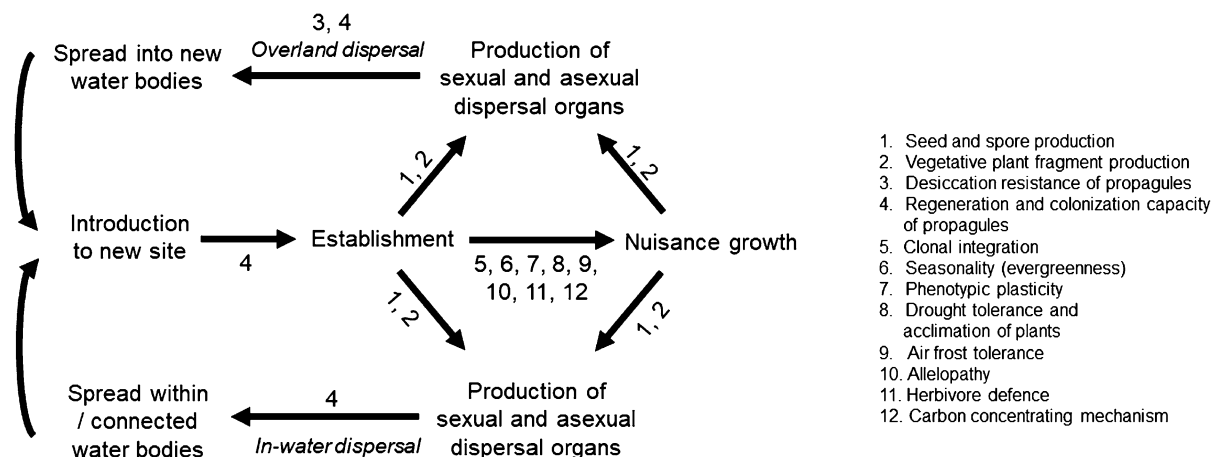 3, 4
Overland dispersal
Spread into new
water bodies
Production of
sexual and asexual
dispersal organs
1, 2
1, 2
Introduction
to new site
4
Establishment
5, 6, 7, 8, 9,
10, 11, 12
Nuisance growth
1, 2
1, 2
Spread within
/ connected
water bodies
4
In-water dispersal
Production of
sexual and asexual
dispersal organs
1. Seed and spore production
2. Vegetative plant fragment production
3. Desiccation resistance of propagules
4. Regeneration and colonization capacity
of propagules
5. Clonal integration
6. Seasonality (evergreenness)
7. Phenotypic plasticity
8. Drought tolerance and
acclimation of plants
9. Air frost tolerance
10. Allelopathy
11. Herbivore defence
12. Carbon concentrating mechanism